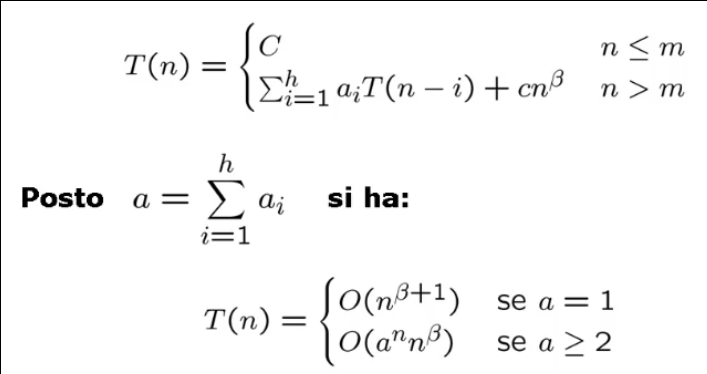 T(n) = { C n ≤ m
∑_{i=1}^{h} a_i T(n − i) + cn^β n > m
Posto a = ∑_{i=1}^{h} a_i si ha:
T(n) = { O(n^{β+1}) se a = 1
O(a^n n^β) se a ≥ 2